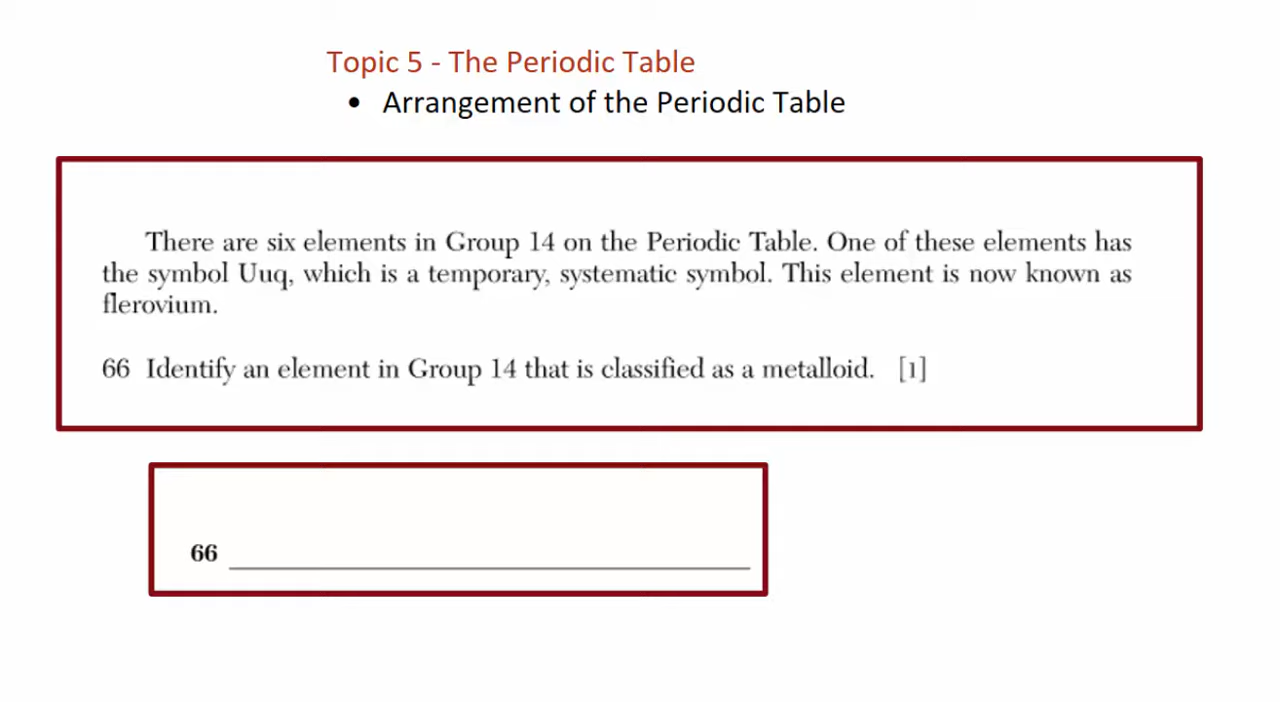 Topic 5 - The Periodic Table
• Arrangement of the Periodic Table
There are six elements in Group 14 on the Periodic Table. One of these elements has
the symbol Uuq, which is a temporary, systematic symbol. This element is now known as
flerovium.
66 Identify an element in Group 14 that is classified as a metalloid. [1]
66